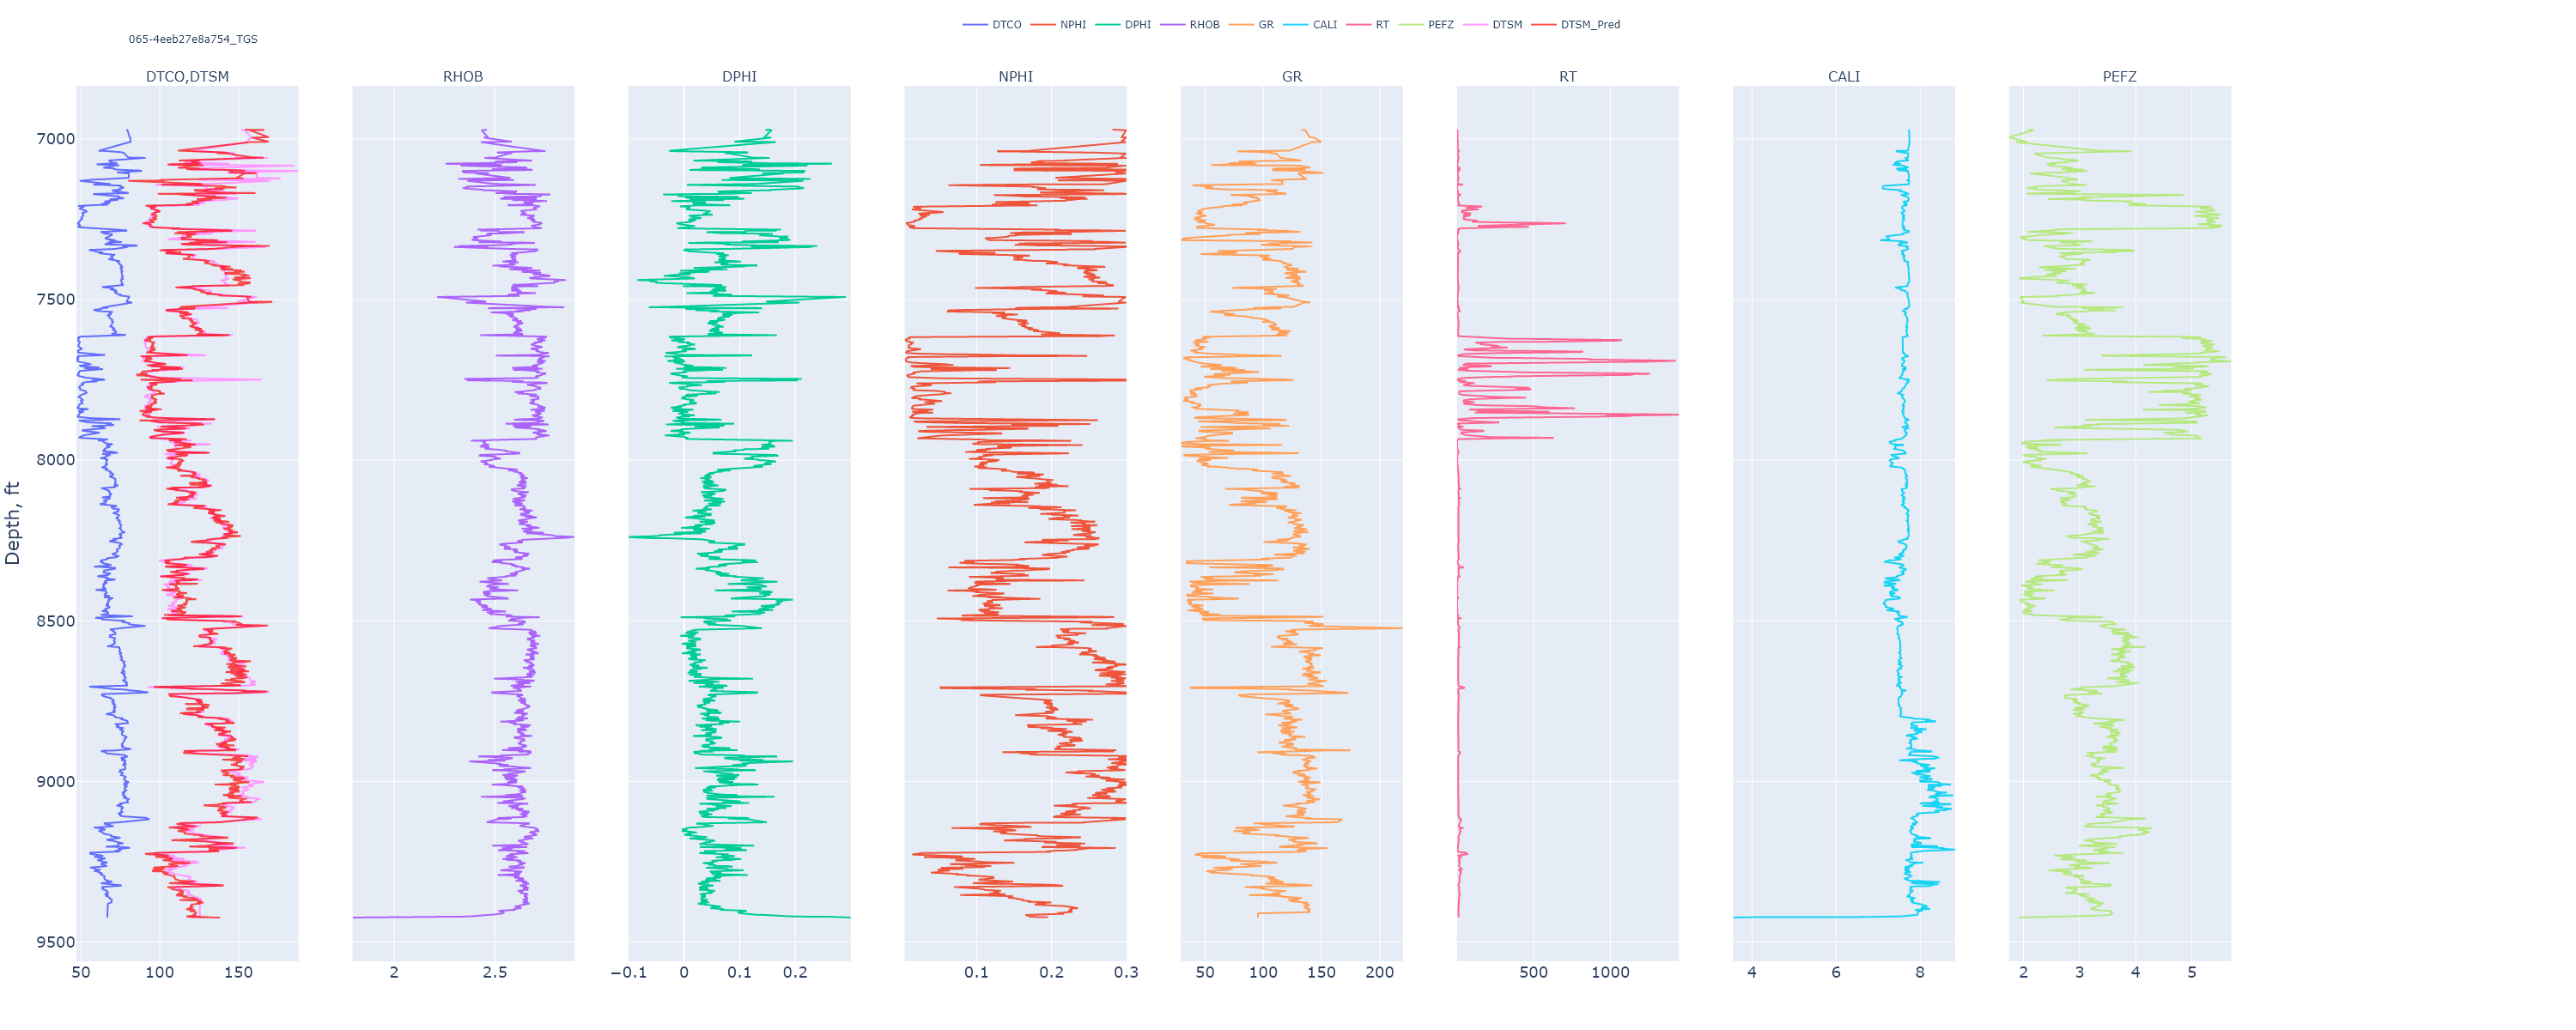 DTCO NPHI DPHI RHOB GR CALI RT PEFZ DTSM DTSM_Pred
065-4eeb27e8a754_TGS
DTCO,DTSM RHOB DPHI NPHI GR RT CALI PEFZ
7000
7500
8000
8500
9000
9500
Depth, ft
50 100 150 2 2.5 −0.1 0 0.1 0.2 0.1 0.2 0.3 50 100 150 200 500 1000 4 6 8 2 3 4 5